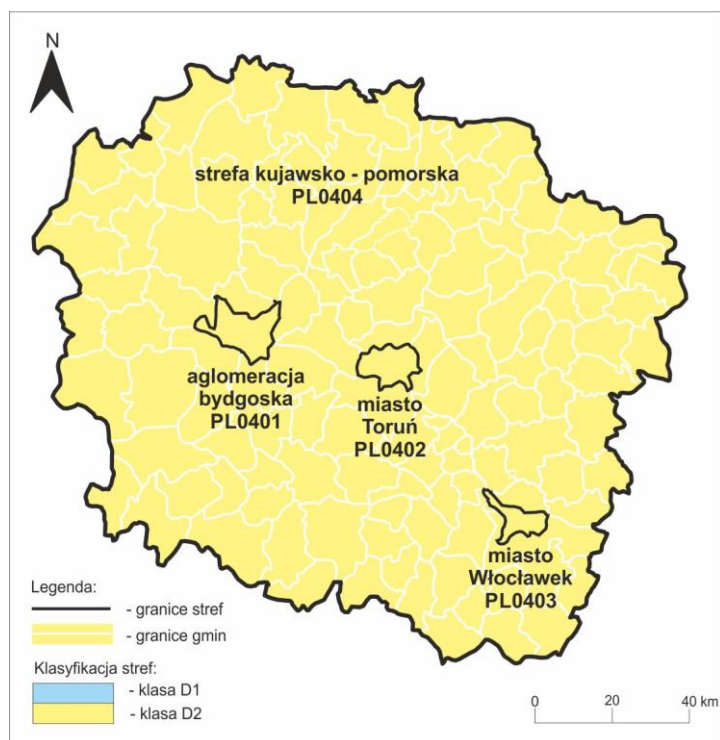 N
strefa kujawsko - pomorska
PL0404
aglomeracja
bydgoska
PL0401
miasto
Toruń
PL0402
miasto
Włocławek
PL0403
Legenda:
- granice stref
- granice gmin
Klasyfikacja stref:
- klasa D1
- klasa D2
0 20 40 km